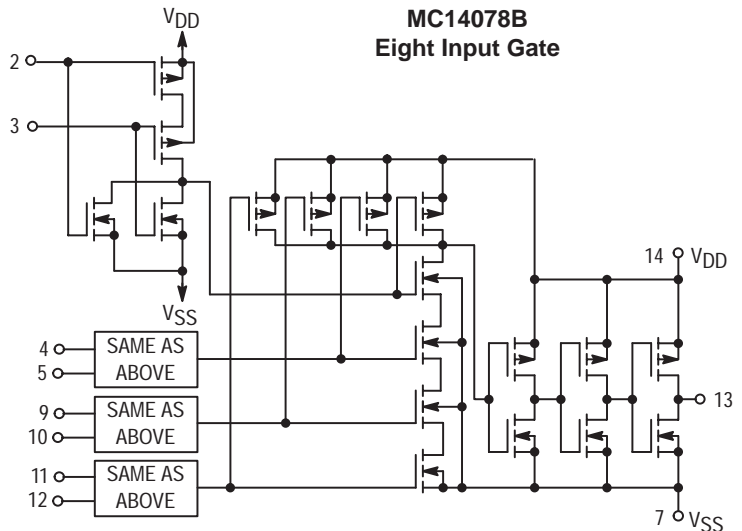 MC14078B
Eight Input Gate
VDD
2
3
VSS
14 VDD
4
5
SAME AS
ABOVE
13
9
10
SAME AS
ABOVE
11
12
SAME AS
ABOVE
7 VSS